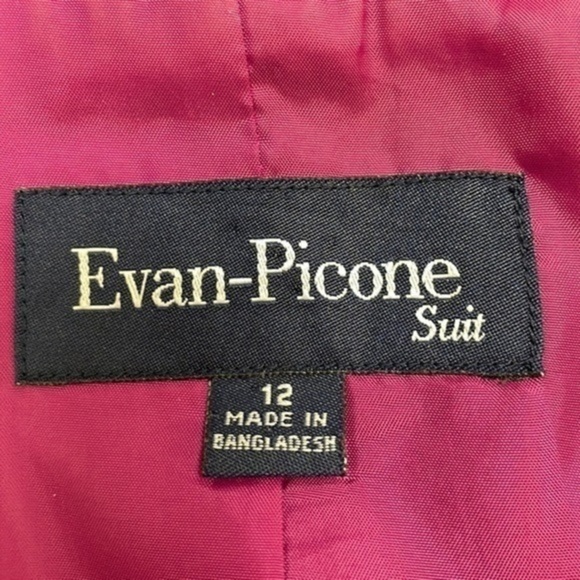 Evan-Picone
Suit
12
MADE IN
BANGLADESH